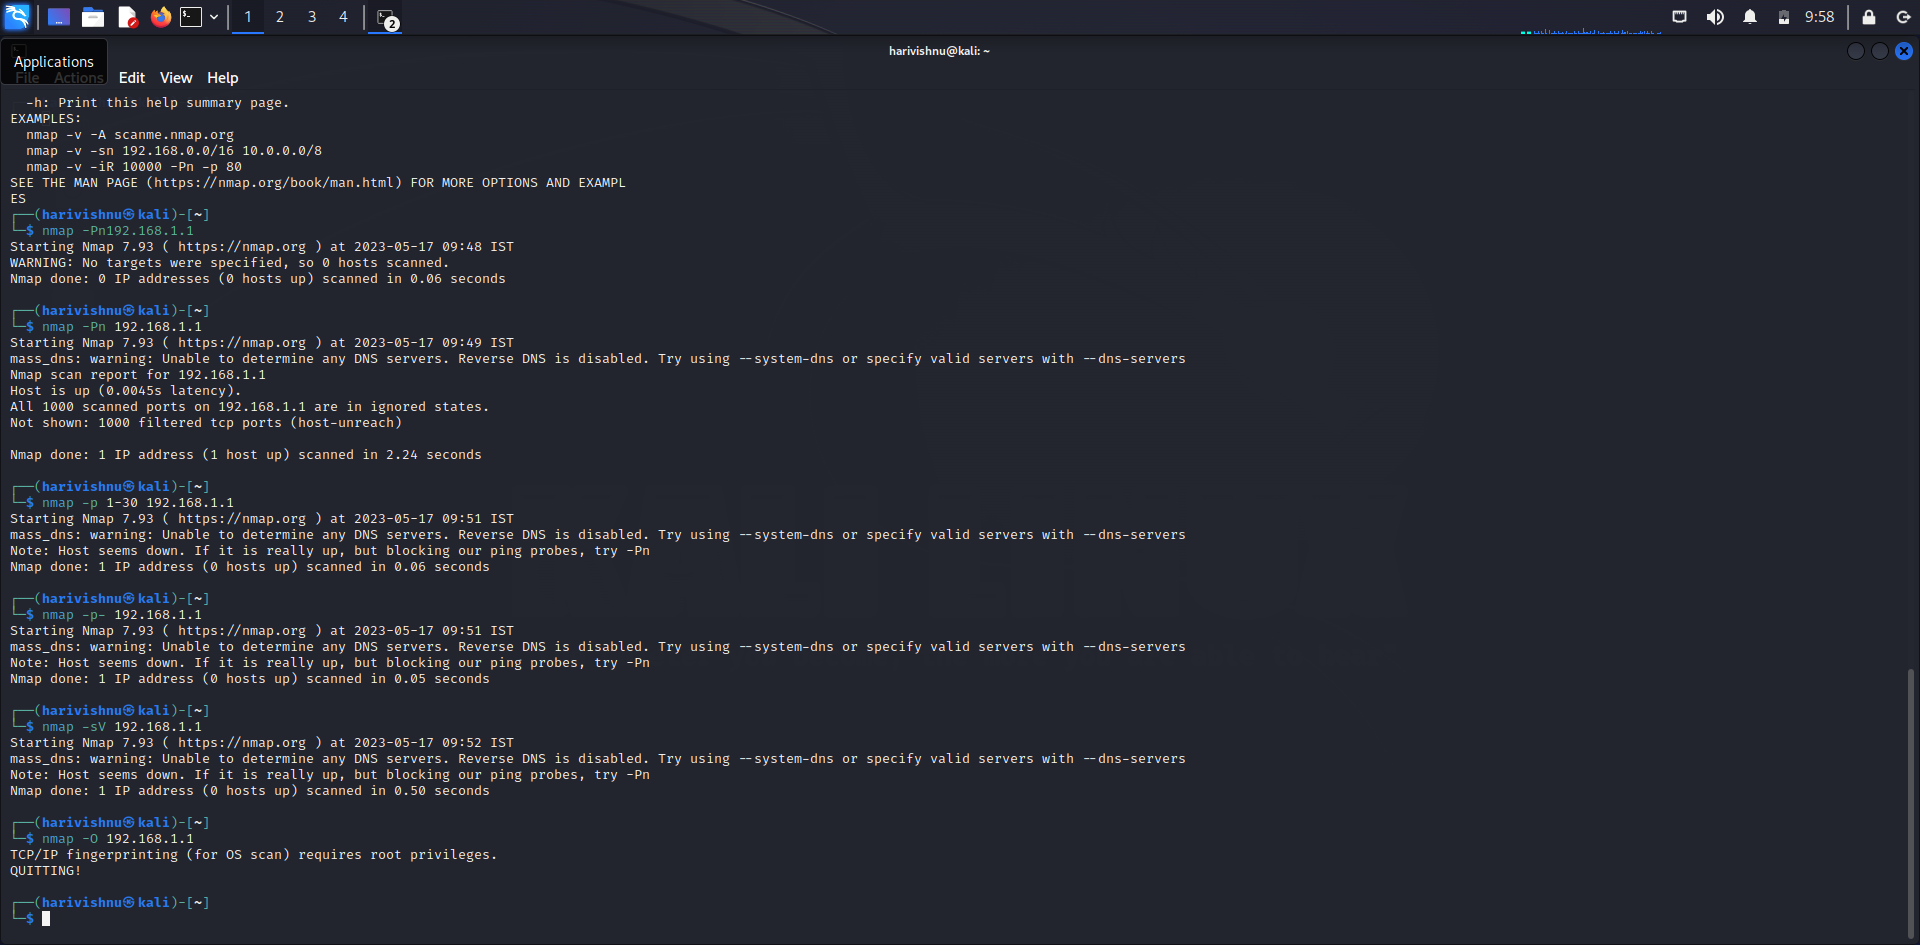 1 2 3 4 2 9:58
harivishnu@kali: ~
Applications
File Actions Edit View Help
-h: Print this help summary page.
EXAMPLES:
nmap -v -A scanme.nmap.org
nmap -v -sn 192.168.0.0/16 10.0.0.0/8
nmap -v -iR 10000 -Pn -p 80
SEE THE MAN PAGE (https://nmap.org/book/man.html) FOR MORE OPTIONS AND EXAMPL
ES
┌──(harivishnu㉿kali)-[~]
└─$ nmap -Pn192.168.1.1
Starting Nmap 7.93 ( https://nmap.org ) at 2023-05-17 09:48 IST
WARNING: No targets were specified, so 0 hosts scanned.
Nmap done: 0 IP addresses (0 hosts up) scanned in 0.06 seconds
┌──(harivishnu㉿kali)-[~]
└─$ nmap -Pn 192.168.1.1
Starting Nmap 7.93 ( https://nmap.org ) at 2023-05-17 09:49 IST
mass_dns: warning: Unable to determine any DNS servers. Reverse DNS is disabled. Try using --system-dns or specify valid servers with --dns-servers
Nmap scan report for 192.168.1.1
Host is up (0.0045s latency).
All 1000 scanned ports on 192.168.1.1 are in ignored states.
Not shown: 1000 filtered tcp ports (host-unreach)
Nmap done: 1 IP address (1 host up) scanned in 2.24 seconds
┌──(harivishnu㉿kali)-[~]
└─$ nmap -p 1-30 192.168.1.1
Starting Nmap 7.93 ( https://nmap.org ) at 2023-05-17 09:51 IST
mass_dns: warning: Unable to determine any DNS servers. Reverse DNS is disabled. Try using --system-dns or specify valid servers with --dns-servers
Note: Host seems down. If it is really up, but blocking our ping probes, try -Pn
Nmap done: 1 IP address (0 hosts up) scanned in 0.06 seconds
┌──(harivishnu㉿kali)-[~]
└─$ nmap -p- 192.168.1.1
Starting Nmap 7.93 ( https://nmap.org ) at 2023-05-17 09:51 IST
mass_dns: warning: Unable to determine any DNS servers. Reverse DNS is disabled. Try using --system-dns or specify valid servers with --dns-servers
Note: Host seems down. If it is really up, but blocking our ping probes, try -Pn
Nmap done: 1 IP address (0 hosts up) scanned in 0.05 seconds
┌──(harivishnu㉿kali)-[~]
└─$ nmap -sV 192.168.1.1
Starting Nmap 7.93 ( https://nmap.org ) at 2023-05-17 09:52 IST
mass_dns: warning: Unable to determine any DNS servers. Reverse DNS is disabled. Try using --system-dns or specify valid servers with --dns-servers
Note: Host seems down. If it is really up, but blocking our ping probes, try -Pn
Nmap done: 1 IP address (0 hosts up) scanned in 0.50 seconds
┌──(harivishnu㉿kali)-[~]
└─$ nmap -O 192.168.1.1
TCP/IP fingerprinting (for OS scan) requires root privileges.
QUITTING!
┌──(harivishnu㉿kali)-[~]
└─$